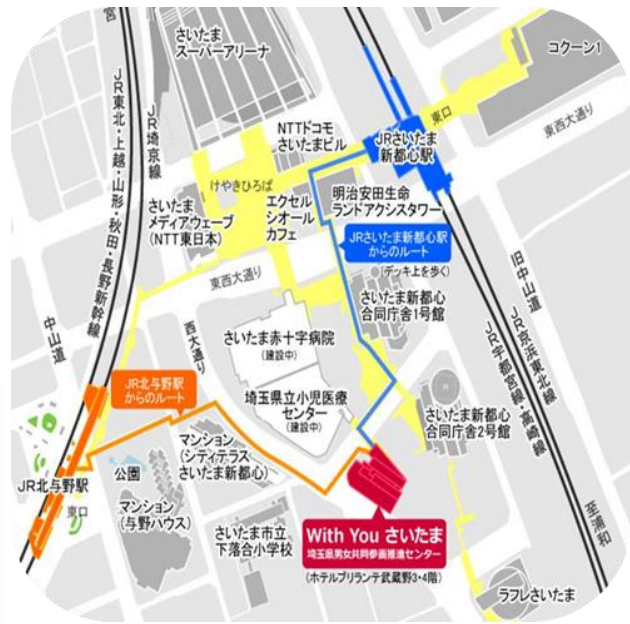 宮
さいたま
スーパーアリーナ
コクーン1
JR埼京線
JR東北・上越・山形・秋田・長野新幹線
NTTドコモ
さいたまビル
JRさいたま
新都心駅
東口
東西大通り
けやきひろば
さいたま
メディアウェーブ
(NTT東日本)
エクセル
シオール
カフェ
明治安田生命
ランドアクシスタワー
JRさいたま新都心駅
からのルート
(デッキ上を歩く)
旧中山道
東西大通り
さいたま新都心
合同庁舎1号館
中山道
西大通り
さいたま赤十字病院
(建設中)
JR京浜東北線
JR宇都宮線・高崎線
JR北与野駅
からのルート
埼玉県立小児医療
センター
(建設中)
さいたま新都心
合同庁舎2号館
マンション
(シティテラス
さいたま新都心)
JR北与野駅
東口
公園
マンション
(与野ハウス)
さいたま市立
下落合小学校
With You さいたま
埼玉県男女共同参画推進センター
(ホテルブリランテ武蔵野3・4階)
至浦和
ラフレさいたま